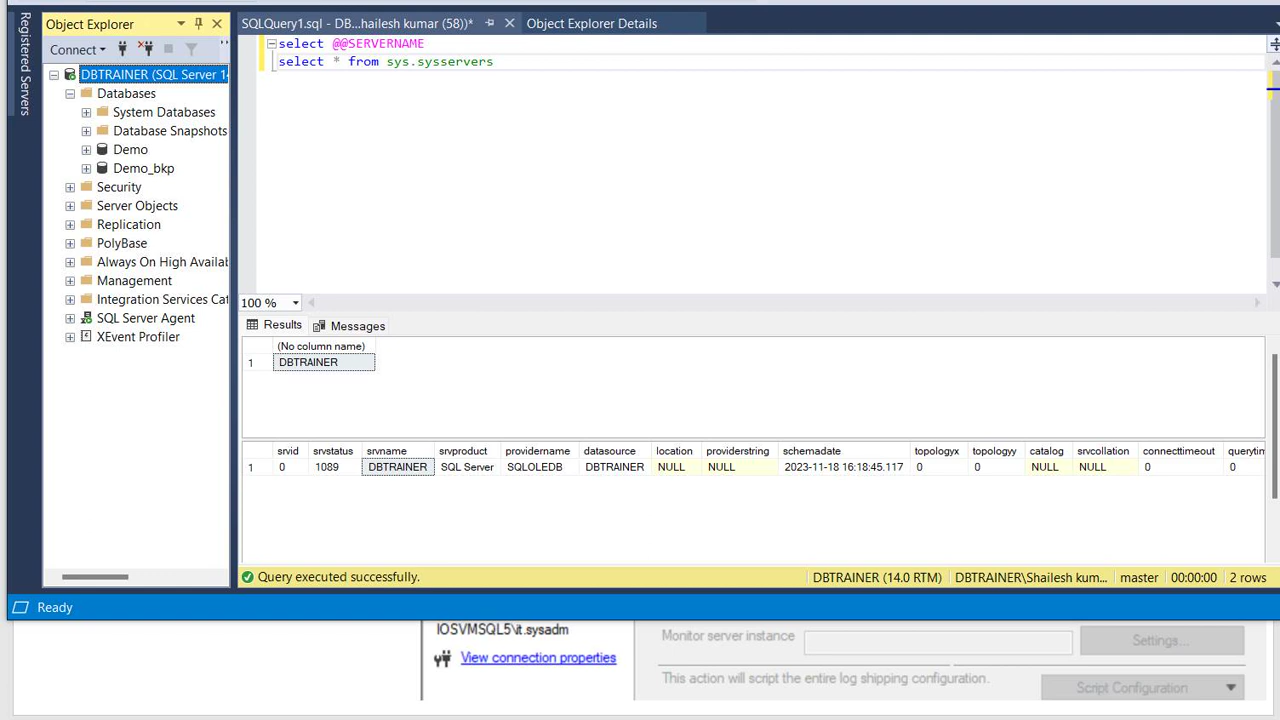 Registered Servers
Object Explorer
Connect
DBTRAINER (SQL Server 14
Databases
System Databases
Database Snapshots
Demo
Demo_bkp
Security
Server Objects
Replication
PolyBase
Always On High Availab
Management
Integration Services Cat
SQL Server Agent
XEvent Profiler
SQLQuery1.sql - DB...hailesh kumar (58))* Object Explorer Details
select @@SERVERNAME
select * from sys.sysservers
100 %
Results Messages
(No column name)
1 DBTRAINER
srvid srvstatus srvname srvproduct providername datasource location providerstring schemadate topologyx topologyy catalog srvcollation connecttimeout querytim
1 0 1089 DBTRAINER SQL Server SQLOLEDB DBTRAINER NULL NULL 2023-11-18 16:18:45.117 0 0 NULL NULL 0 0
Query executed successfully. DBTRAINER (14.0 RTM) DBTRAINER\Shailesh kum... master 00:00:00 2 rows
Ready
IOSVMSQL5\it.sysadm
View connection properties
Monitor server instance Settings...
This action will script the entire log shipping configuration.
Script Configuration